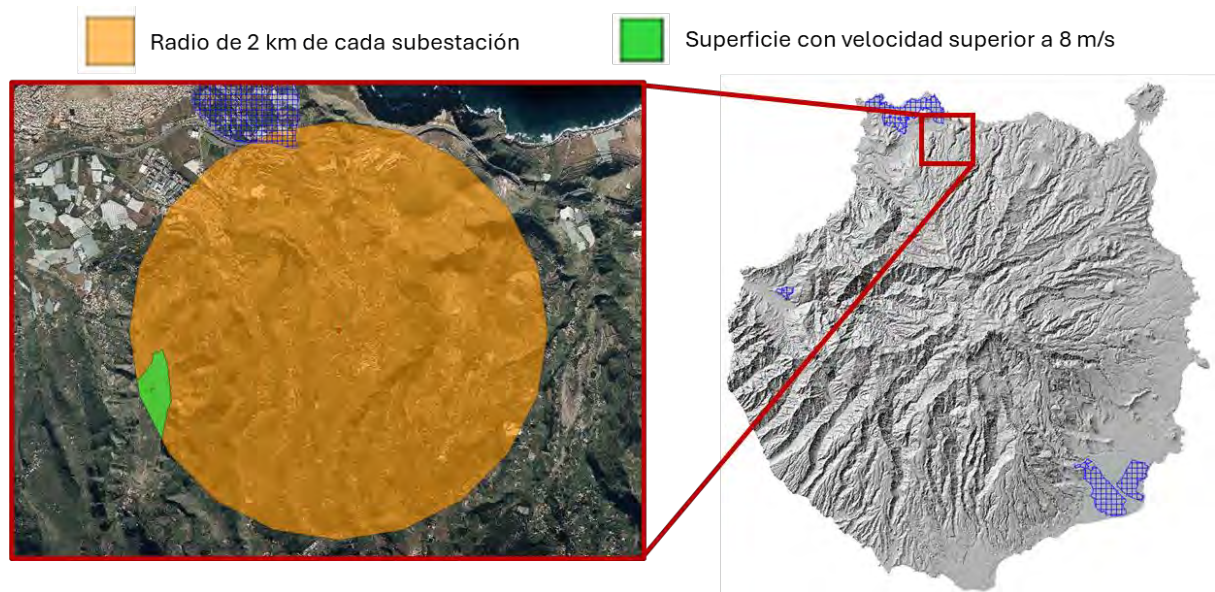 Radio de 2 km de cada subestación
Superficie con velocidad superior a 8 m/s